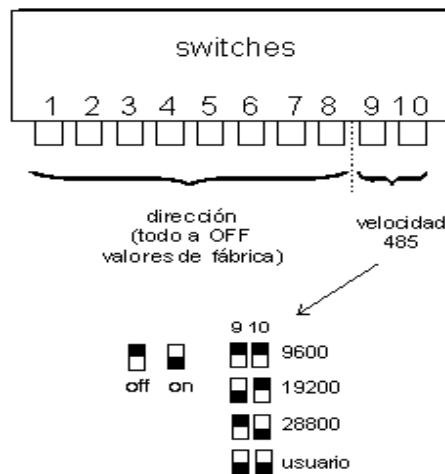 switches
1 2 3 4 5 6 7 8 9 10
dirección
(todo a OFF
valores de fábrica)
velocidad
485
9 10
off on
9600
19200
28800
usuario